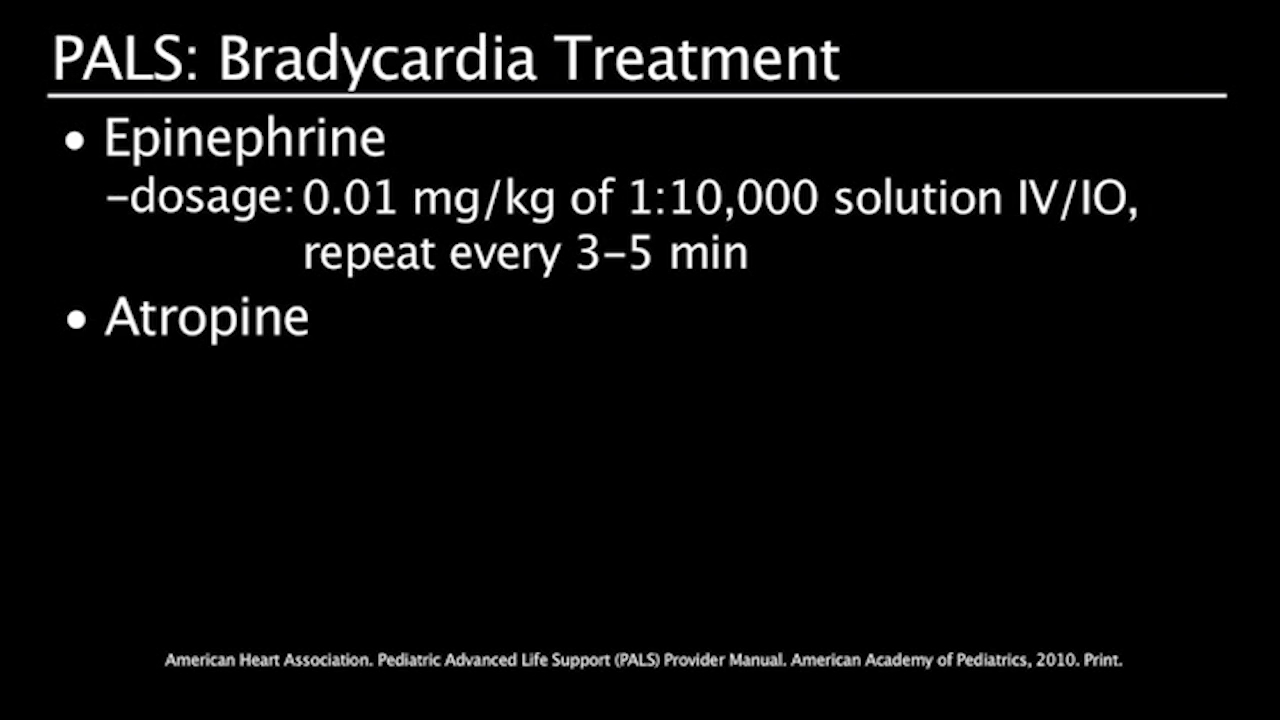 PALS: Bradycardia Treatment
• Epinephrine
–dosage: 0.01 mg/kg of 1:10,000 solution IV/IO,
repeat every 3–5 min
• Atropine
American Heart Association. Pediatric Advanced Life Support (PALS) Provider Manual. American Academy of Pediatrics, 2010. Print.